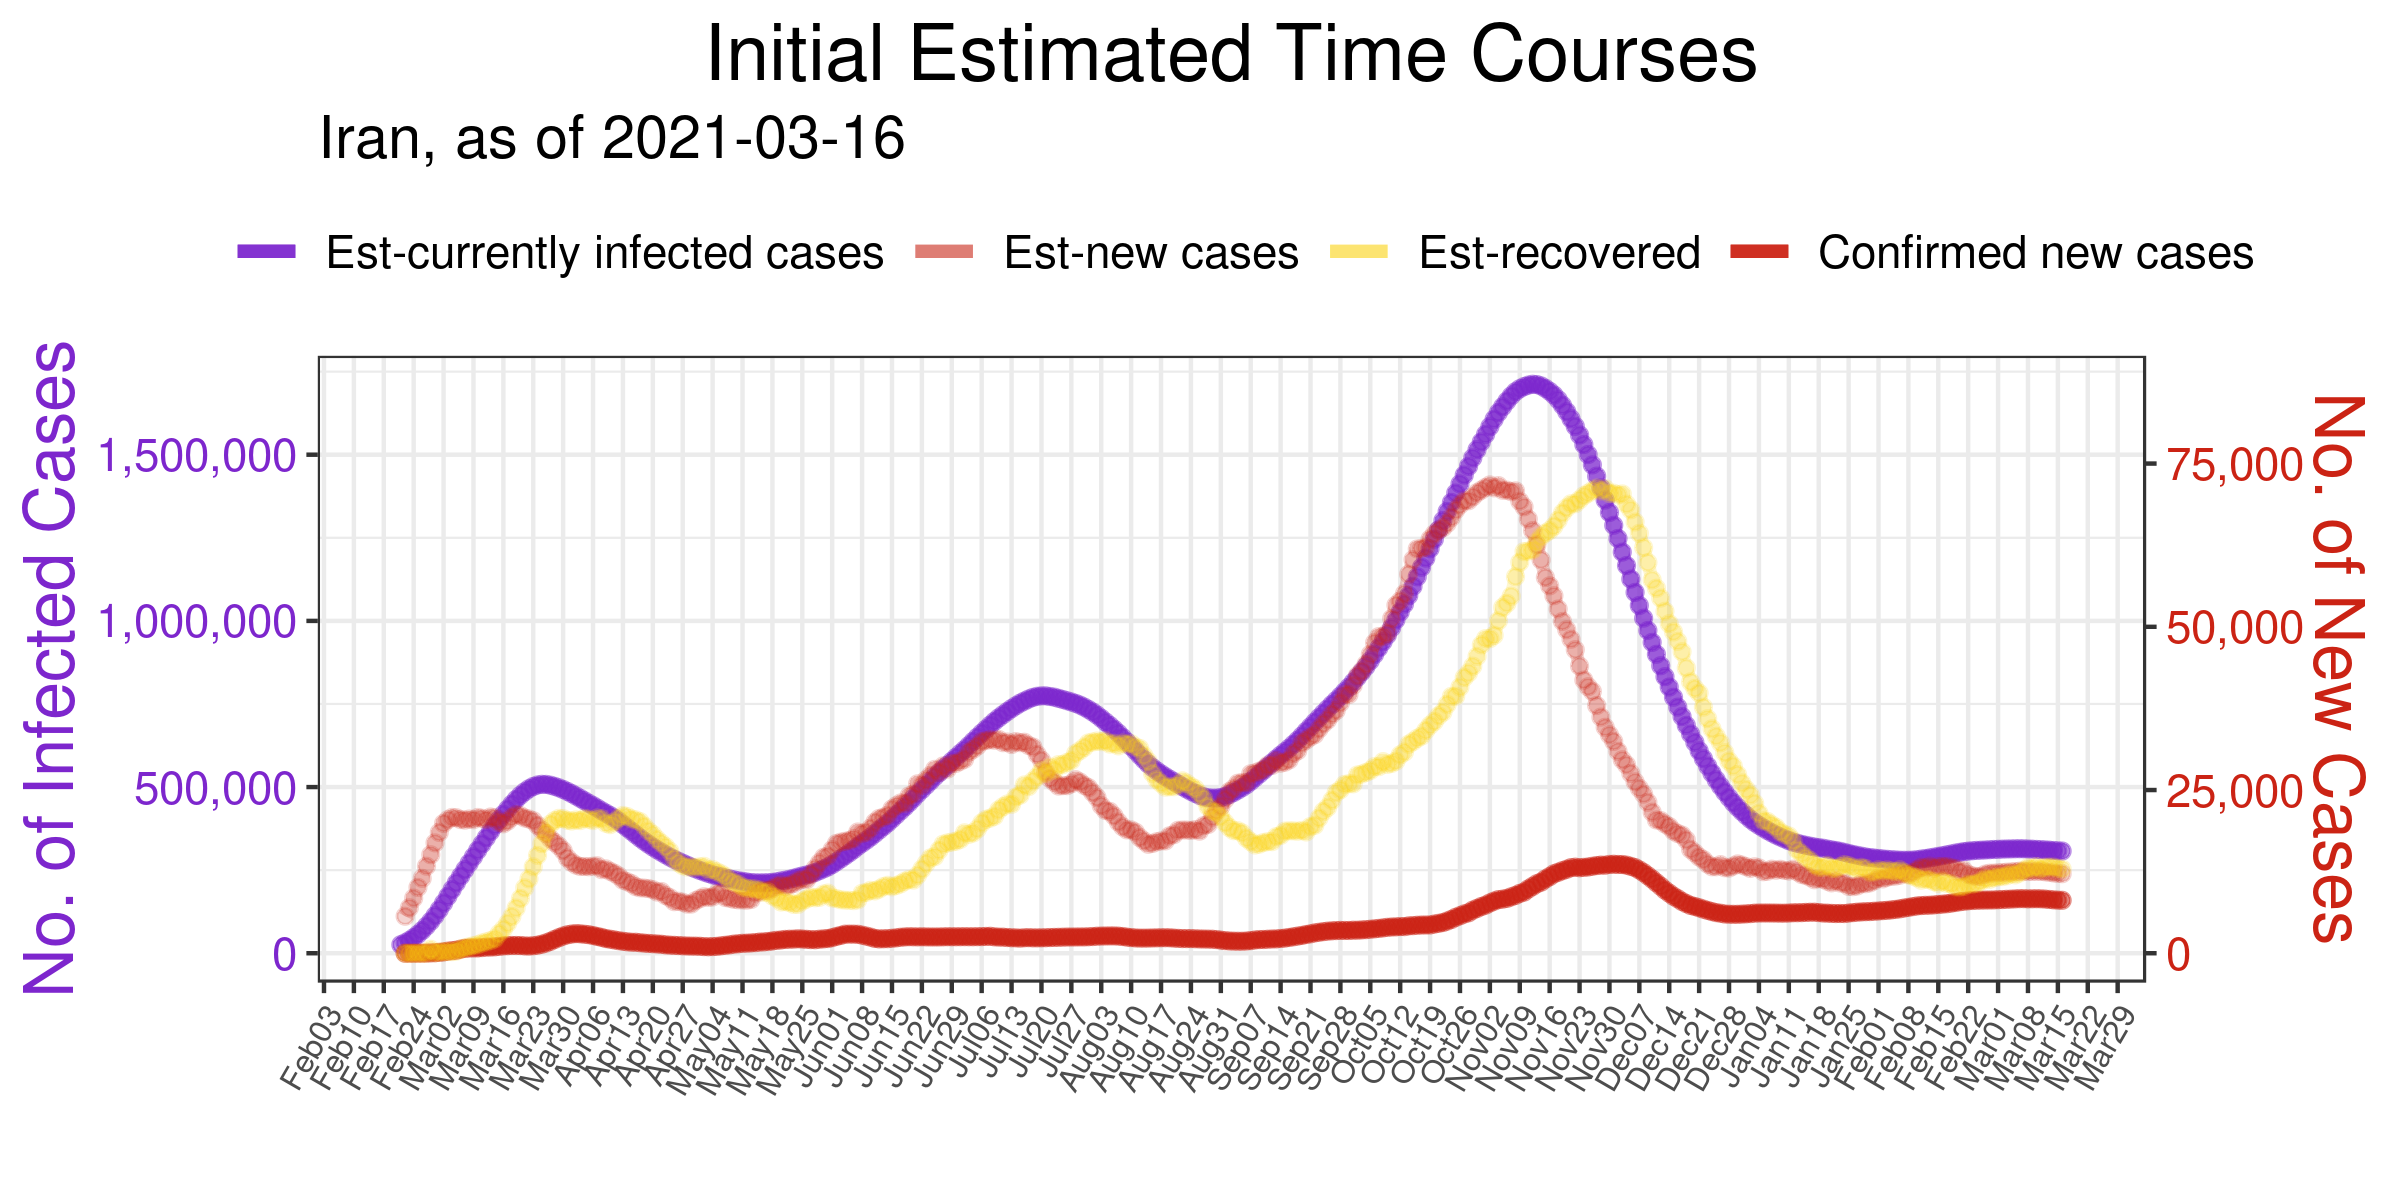 Initial Estimated Time Courses
Iran, as of 2021-03-16
Est-currently infected cases Est-new cases Est-recovered Confirmed new cases
No. of Infected Cases
1,500,000
1,000,000
500,000
0
75,000
50,000
25,000
0
No. of New Cases
Feb03 Feb10 Feb17 Feb24 Mar02 Mar09 Mar16 Mar23 Mar30 Apr06 Apr13 Apr20 Apr27 May04 May11 May18 May25 Jun01 Jun08 Jun15 Jun22 Jun29 Jul06 Jul13 Jul20 Jul27 Aug03 Aug10 Aug17 Aug24 Aug31 Sep07 Sep14 Sep21 Sep28 Oct05 Oct12 Oct19 Oct26 Nov02 Nov09 Nov16 Nov23 Nov30 Dec07 Dec14 Dec21 Dec28 Jan04 Jan11 Jan18 Jan25 Feb01 Feb08 Feb15 Feb22 Mar01 Mar08 Mar15 Mar22 Mar29